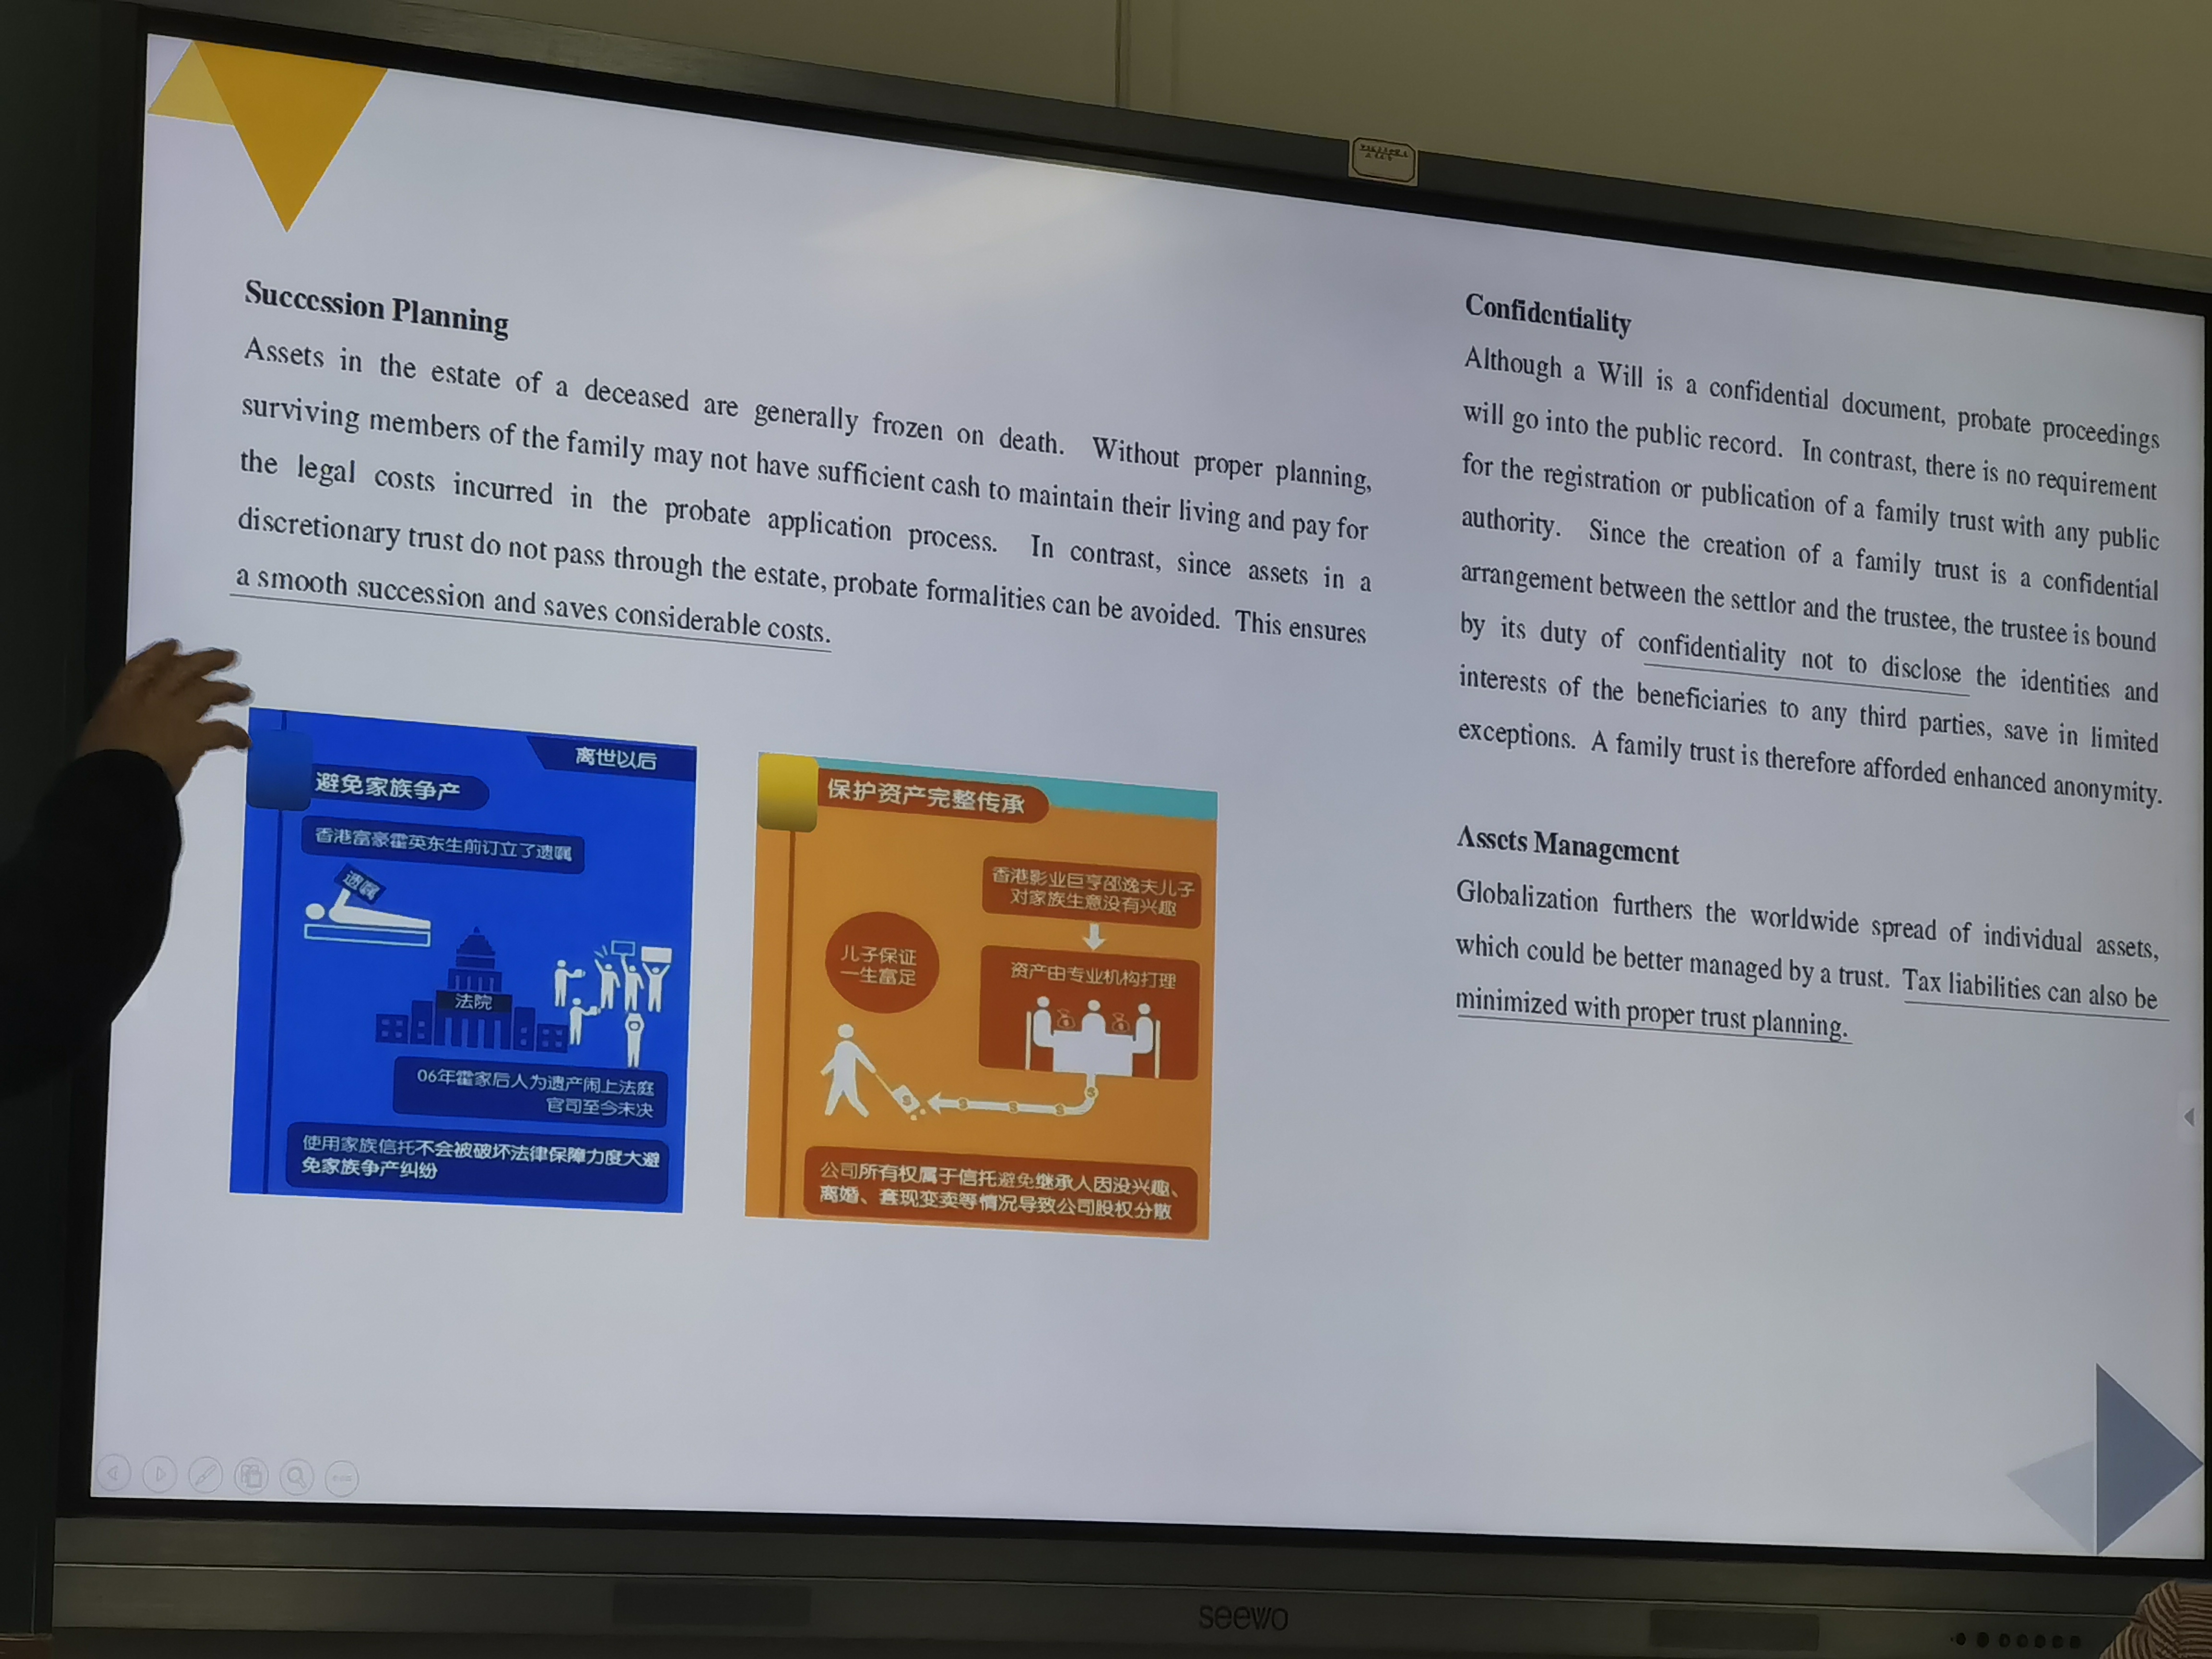 Succession Planning
Assets in the estate of a deceased are generally frozen on death. Without proper planning,
surviving members of the family may not have sufficient cash to maintain their living and pay for
the legal costs incurred in the probate application process. In contrast, since assets in a
discretionary trust do not pass through the estate, probate formalities can be avoided. This ensures
a smooth succession and saves considerable costs.
离世以后
避免家族争产
香港富豪霍英东生前订立了遗嘱
遗嘱
法院
06年霍家后人为遗产闹上法庭
官司至今未决
使用家族信托不会被破坏法律保障力度大避
免家族争产纠纷
保护资产完整传承
香港影业巨亨邵逸夫儿子
对家族生意没有兴趣
儿子保证
一生富足
资产由专业机构打理
公司所有权属于信托避免继承人因没兴趣、
离婚、套现变卖等情况导致公司股权分散
Confidentiality
Although a Will is a confidential document, probate proceedings
will go into the public record. In contrast, there is no requirement
for the registration or publication of a family trust with any public
authority. Since the creation of a family trust is a confidential
arrangement between the settlor and the trustee, the trustee is bound
by its duty of confidentiality not to disclose the identities and
interests of the beneficiaries to any third parties, save in limited
exceptions. A family trust is therefore afforded enhanced anonymity.
Assets Management
Globalization furthers the worldwide spread of individual assets,
which could be better managed by a trust. Tax liabilities can also be
minimized with proper trust planning.
seewo